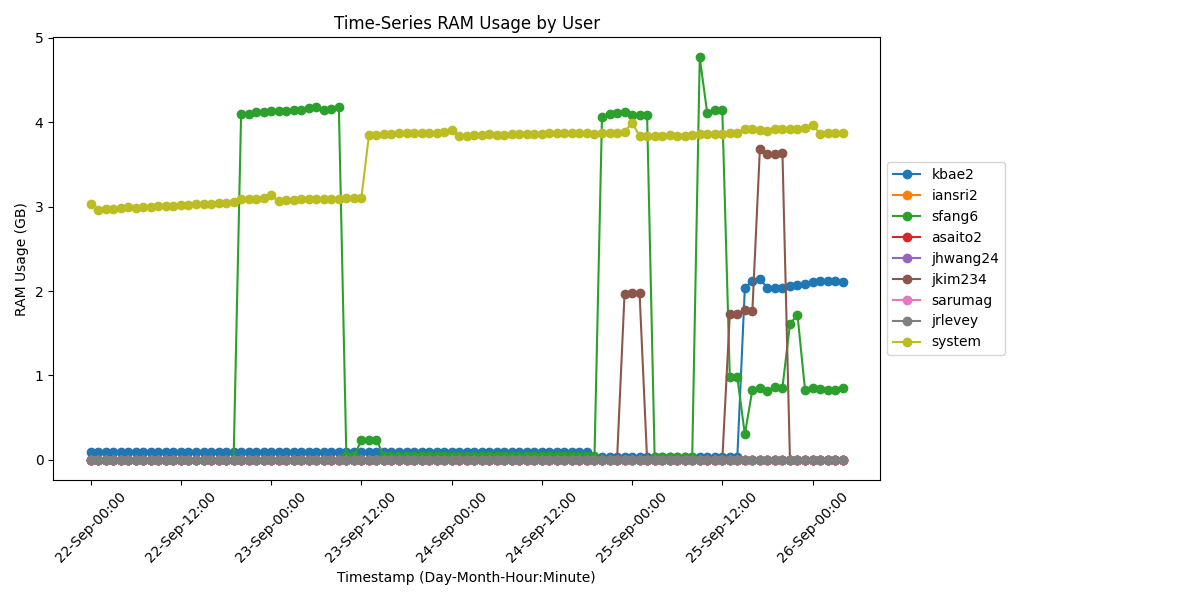 Time-Series RAM Usage by User
RAM Usage (GB)
5
4
3
2
1
0
22-Sep-00:00
22-Sep-12:00
23-Sep-00:00
23-Sep-12:00
24-Sep-00:00
24-Sep-12:00
25-Sep-00:00
25-Sep-12:00
26-Sep-00:00
Timestamp (Day-Month-Hour:Minute)
kbae2
iansri2
sfang6
asaito2
jhwang24
jkim234
sarumag
jrlevey
system